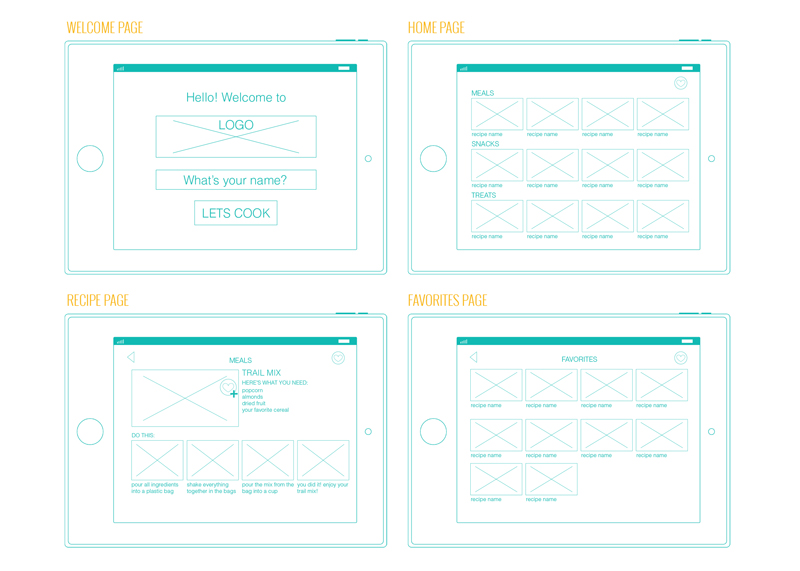 WELCOME PAGE
Hello! Welcome to
LOGO
What's your name?
LETS COOK
HOME PAGE
MEALS
recipe name recipe name recipe name recipe name
SNACKS
recipe name recipe name recipe name recipe name
TREATS
recipe name recipe name recipe name recipe name
RECIPE PAGE
MEALS
TRAIL MIX
HERE'S WHAT YOU NEED:
popcorn
almonds
dried fruit
your favorite cereal
DO THIS:
pour all ingredients
into a plastic bag
shake everything
together in the bags
pour the mix from the
bag into a cup
you did it! enjoy your
trail mix!
FAVORITES PAGE
FAVORITES
recipe name recipe name recipe name recipe name
recipe name recipe name recipe name recipe name
recipe name recipe name